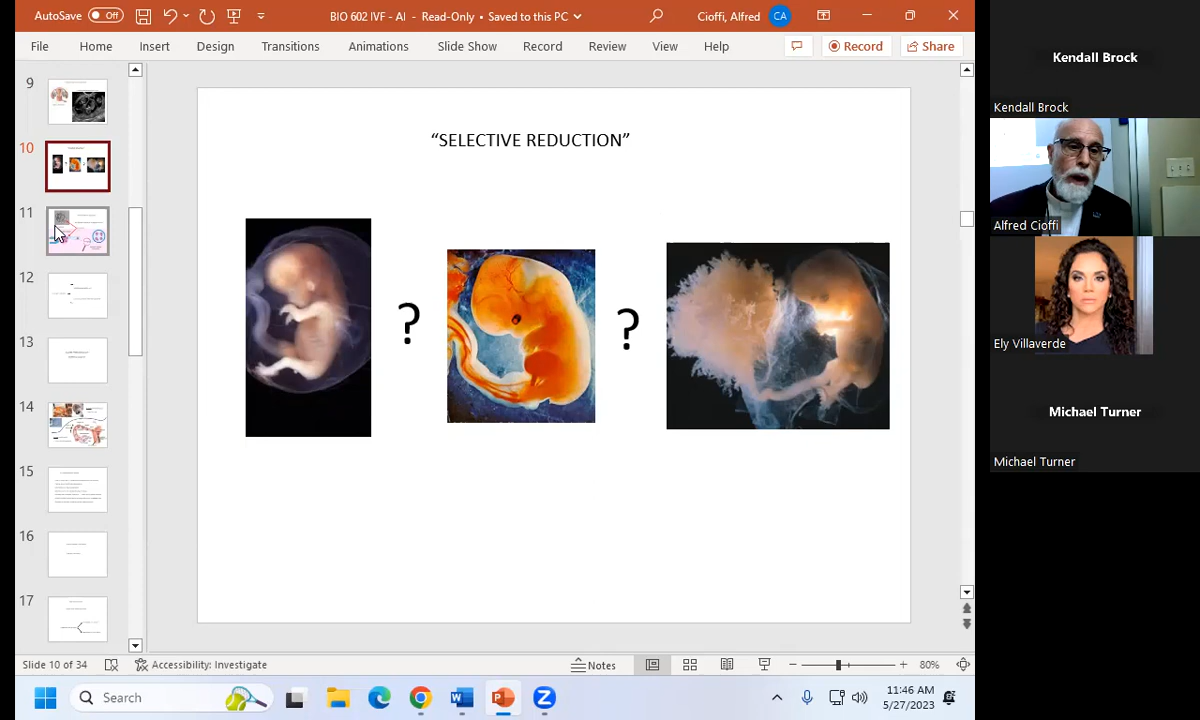 AutoSave Off
BIO 602 IVF - AI - Read-Only • Saved to this PC
Cioffi, Alfred CA
File Home Insert Design Transitions Animations Slide Show Record Review View Help Record Share
9
10
11
12
13
14
15
16
17
“SELECTIVE REDUCTION”
? ?
Kendall Brock
Kendall Brock
Alfred Cioffi
Ely Villaverde
Michael Turner
Michael Turner
Slide 10 of 34 Accessibility: Investigate Notes 80%
Search W P Z 11:46 AM
5/27/2023